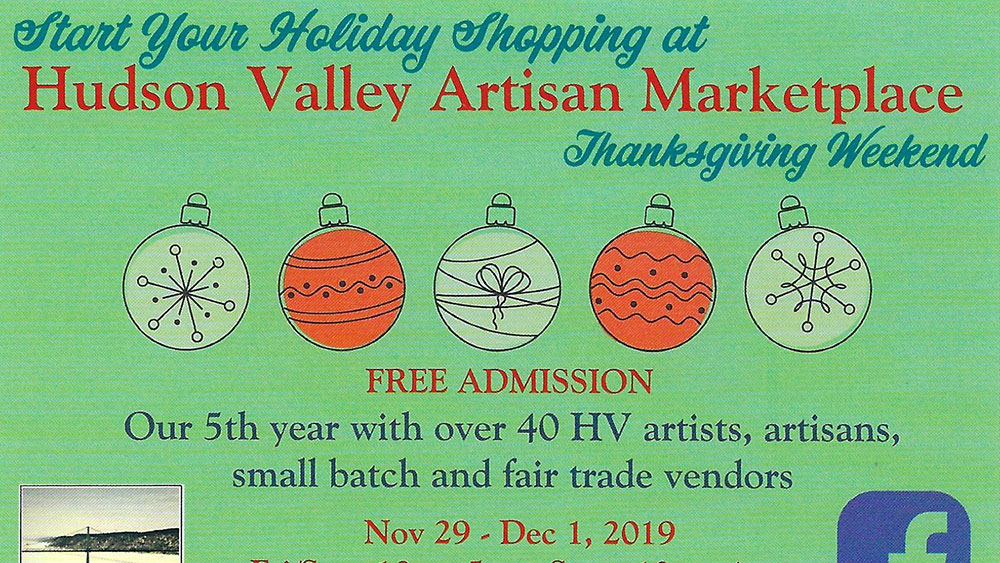 Start Your Holiday Shopping at
Hudson Valley Artisan Marketplace
Thanksgiving Weekend
FREE ADMISSION
Our 5th year with over 40 HV artists, artisans,
small batch and fair trade vendors
Nov 29 - Dec 1, 2019